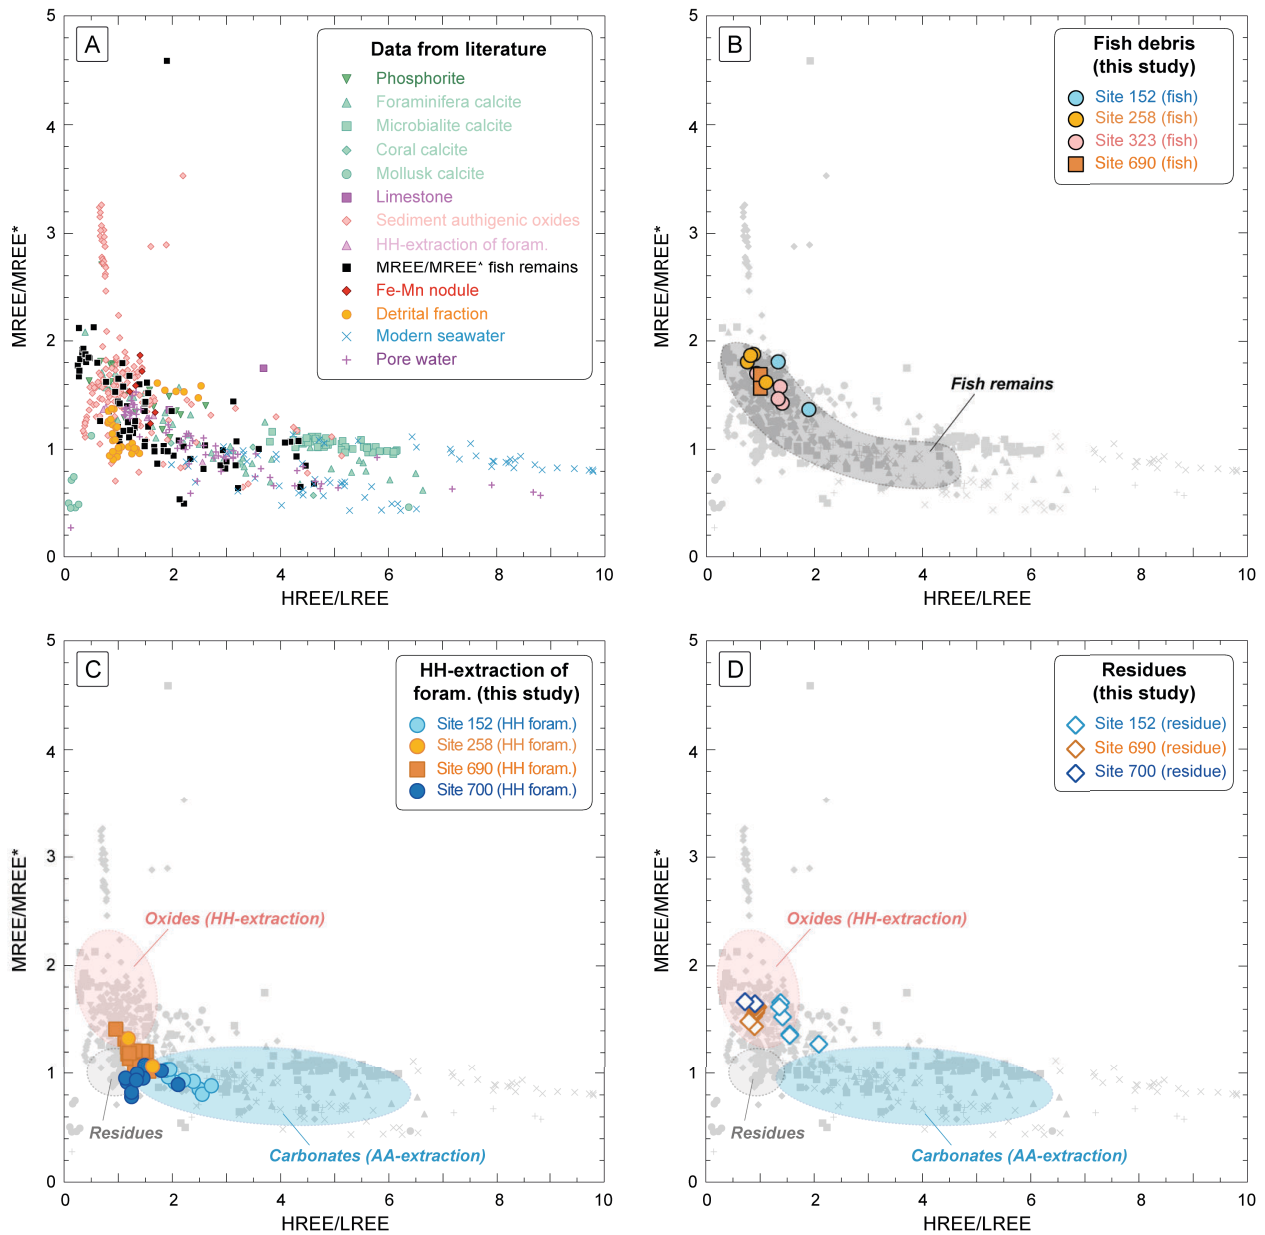 A
Data from literature
Phosphorite
Foraminifera calcite
Microbialite calcite
Coral calcite
Mollusk calcite
Limestone
Sediment authigenic oxides
HH-extraction of foram.
MREE/MREE* fish remains
Fe-Mn nodule
Detrital fraction
Modern seawater
Pore water
5
4
3
2
1
0
MREE/MREE*
0 2 4 6 8 10
HREE/LREE
B
Fish debris
(this study)
Site 152 (fish)
Site 258 (fish)
Site 323 (fish)
Site 690 (fish)
Fish remains
5
4
3
2
1
0
MREE/MREE*
0 2 4 6 8 10
HREE/LREE
C
HH-extraction of
foram. (this study)
Site 152 (HH foram.)
Site 258 (HH foram.)
Site 690 (HH foram.)
Site 700 (HH foram.)
Oxides (HH-extraction)
Residues
Carbonates (AA-extraction)
5
4
3
2
1
0
MREE/MREE*
0 2 4 6 8 10
HREE/LREE
D
Residues
(this study)
Site 152 (residue)
Site 690 (residue)
Site 700 (residue)
Oxides (HH-extraction)
Residues
Carbonates (AA-extraction)
5
4
3
2
1
0
MREE/MREE*
0 2 4 6 8 10
HREE/LREE